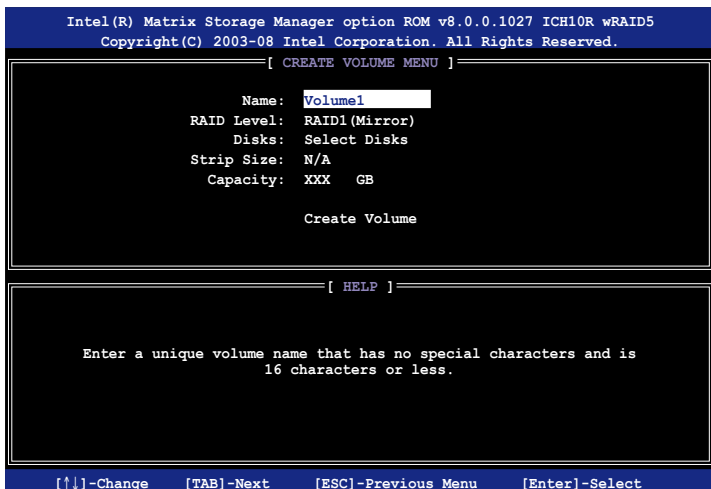 Intel(R) Matrix Storage Manager option ROM v8.0.0.1027 ICH10R wRAID5
Copyright(C) 2003-08 Intel Corporation. All Rights Reserved.
[ CREATE VOLUME MENU ]
Name: Volume1
RAID Level: RAID1(Mirror)
Disks: Select Disks
Strip Size: N/A
Capacity: XXX GB
Create Volume
[ HELP ]
Enter a unique volume name that has no special characters and is
16 characters or less.
[↑↓]-Change [TAB]-Next [ESC]-Previous Menu [Enter]-Select